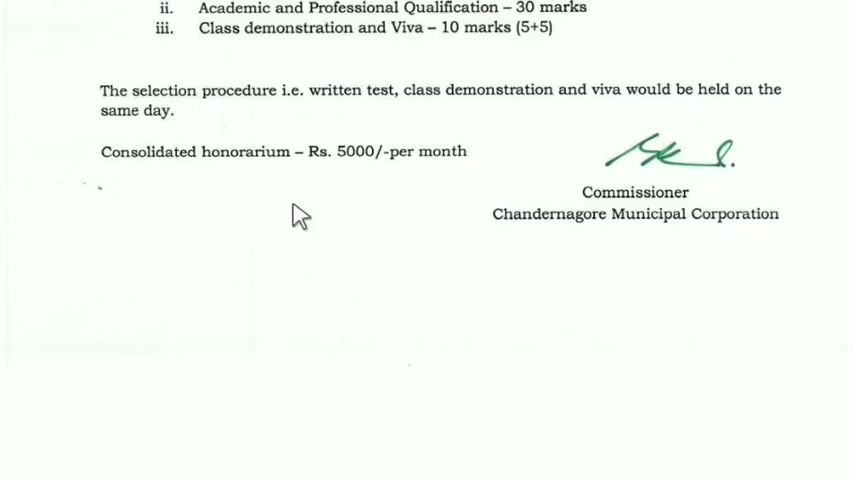 ii. Academic and Professional Qualification – 30 marks
iii. Class demonstration and Viva – 10 marks (5+5)
The selection procedure i.e. written test, class demonstration and viva would be held on the
same day.
Consolidated honorarium – Rs. 5000/-per month
Commissioner
Chandernagore Municipal Corporation